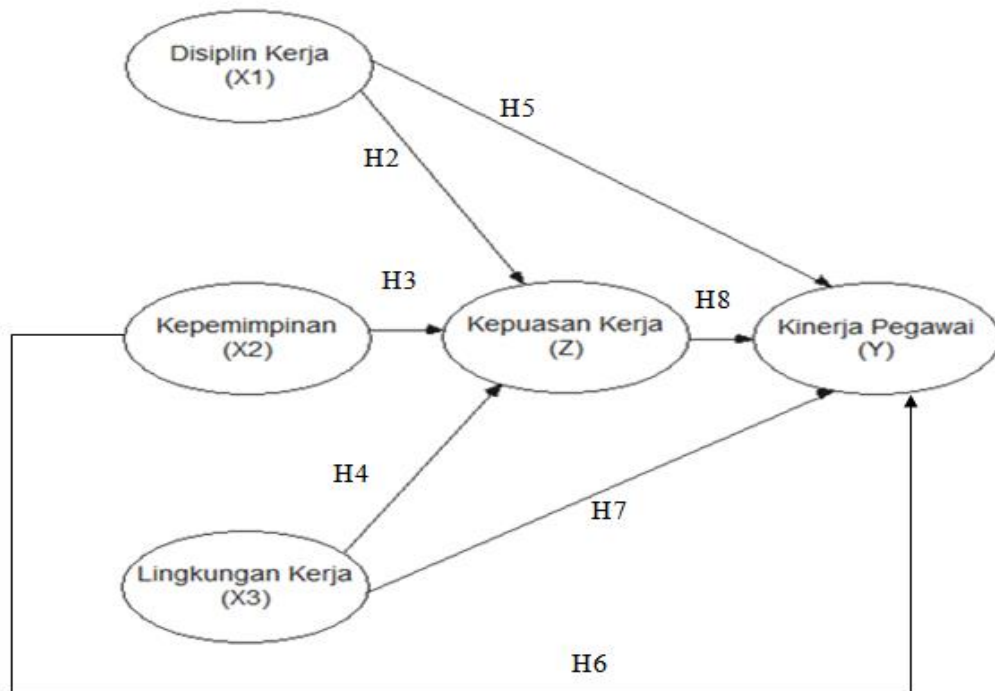 Disiplin Kerja
(X1)
H5
H2
H3
Kepemimpinan
(X2)
Kepuasan Kerja
(Z)
H8
Kinerja Pegawai
(Y)
H4
H7
Lingkungan Kerja
(X3)
H6